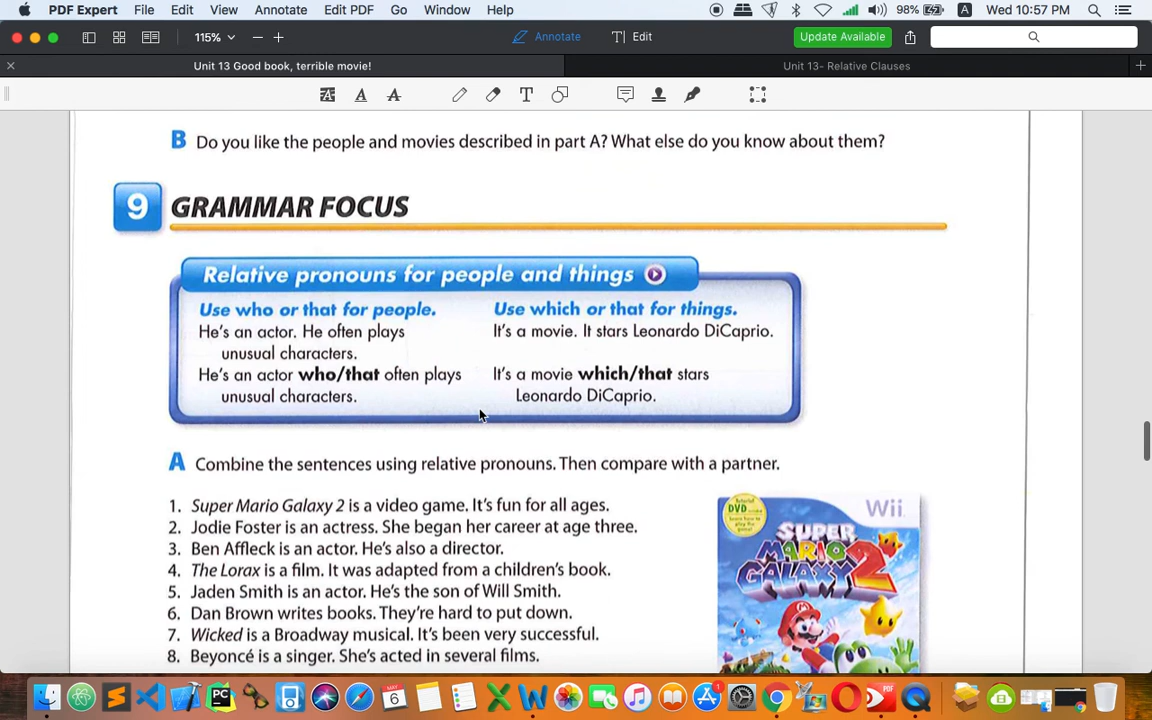 PDF Expert File Edit View Annotate Edit PDF Go Window Help 98% A Wed 10:57 PM
115% Annotate T Edit Update Available
Unit 13 Good book, terrible movie! Unit 13- Relative Clauses
A A A T
B Do you like the people and movies described in part A? What else do you know about them?
9 GRAMMAR FOCUS
Relative pronouns for people and things
Use who or that for people.
He's an actor. He often plays
unusual characters.
He's an actor who/that often plays
unusual characters.
Use which or that for things.
It's a movie. It stars Leonardo DiCaprio.
It's a movie which/that stars
Leonardo DiCaprio.
A Combine the sentences using relative pronouns. Then compare with a partner.
1. Super Mario Galaxy 2 is a video game. It's fun for all ages.
2. Jodie Foster is an actress. She began her career at age three.
3. Ben Affleck is an actor. He's also a director.
4. The Lorax is a film. It was adapted from a children's book.
5. Jaden Smith is an actor. He's the son of Will Smith.
6. Dan Brown writes books. They're hard to put down.
7. Wicked is a Broadway musical. It's been very successful.
8. Beyoncé is a singer. She's acted in several films.
Wii
DVD
SUPER
MARIO
GALAXY 2
PC
MAY
6
X
W
A
1
PDF